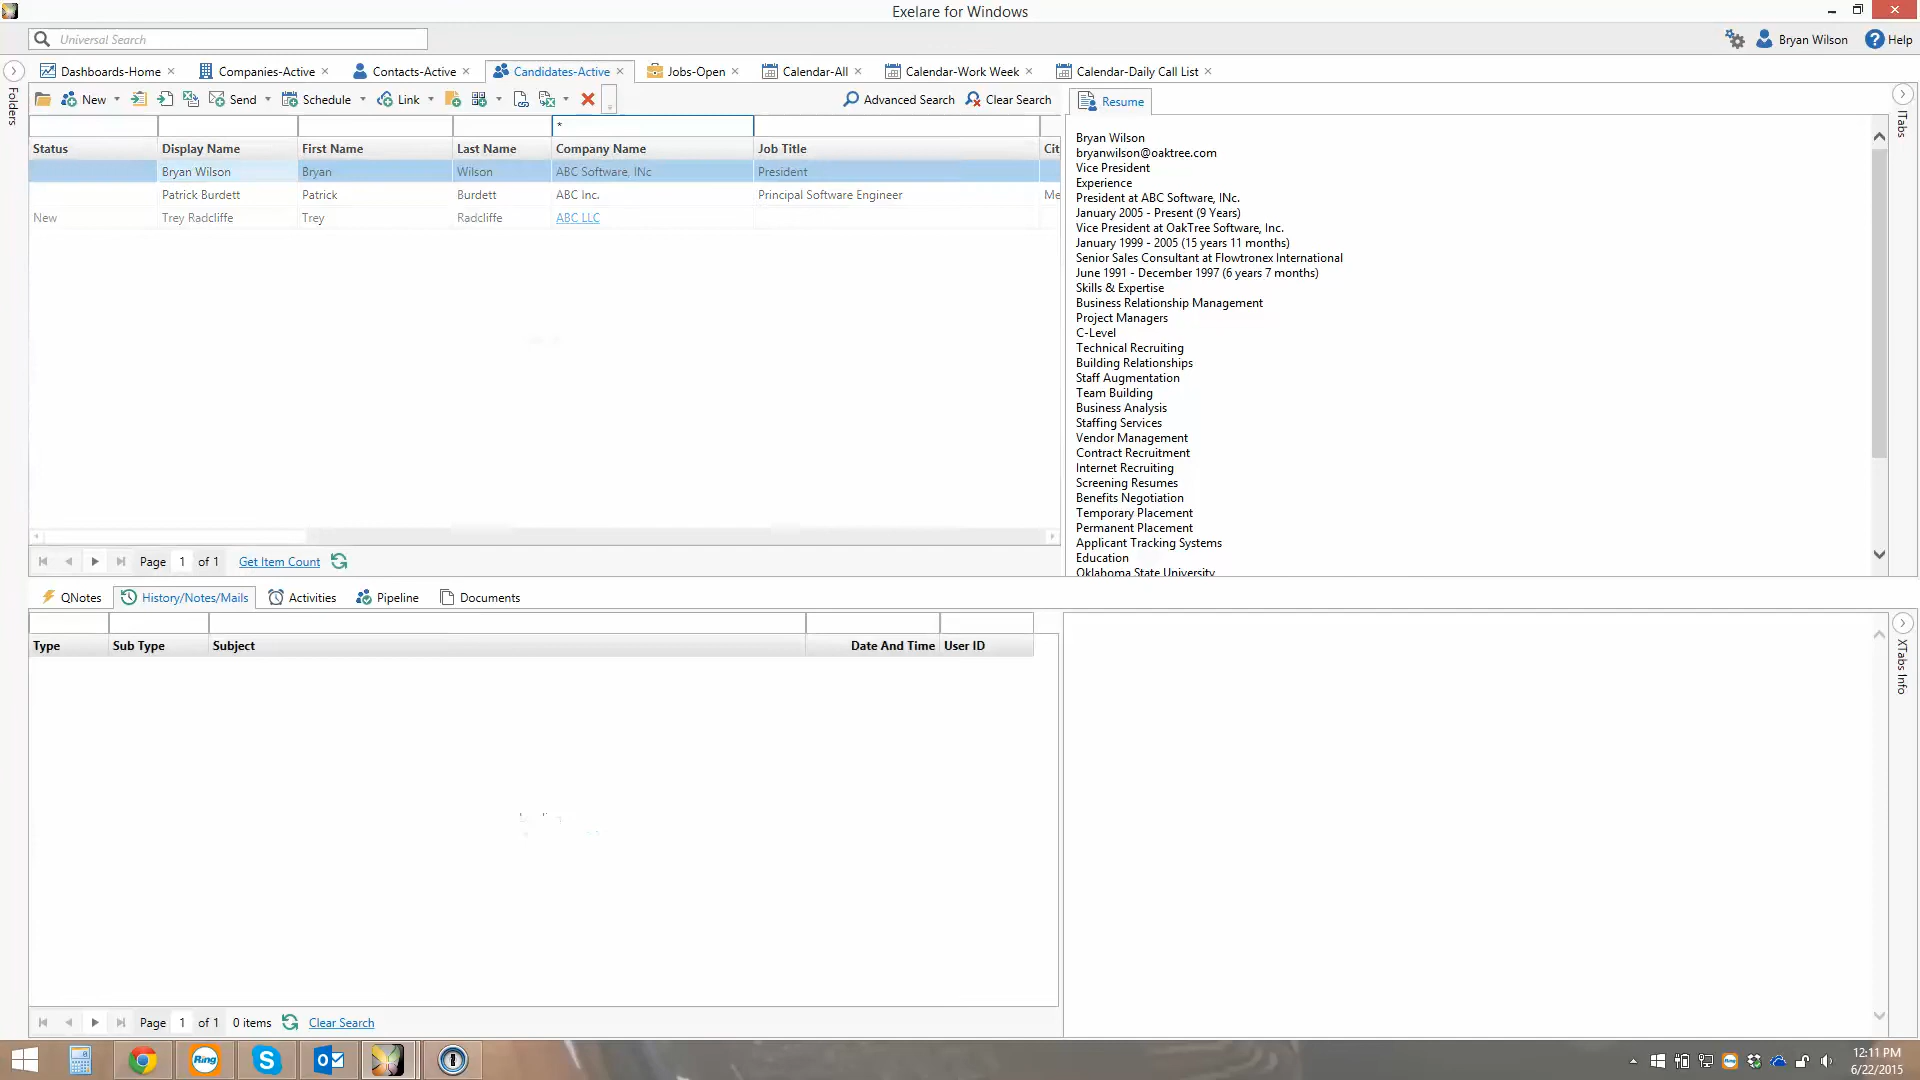 Exelare for Windows
Universal Search
Bryan Wilson
Help
Dashboards-Home
Companies-Active
Contacts-Active
Candidates-Active
Jobs-Open
Calendar-All
Calendar-Work Week
Calendar-Daily Call List
Folders
New
Send
Schedule
Link
Advanced Search
Clear Search
*
Status Display Name First Name Last Name Company Name Job Title Cit
Bryan Wilson Bryan Wilson ABC Software, INc President
Patrick Burdett Patrick Burdett ABC Inc. Principal Software Engineer Me
New Trey Radcliffe Trey Radcliffe ABC LLC
Page 1 of 1 Get Item Count
Resume
ITabs
Bryan Wilson
bryanwilson@oaktree.com
Vice President
Experience
President at ABC Software, INc.
January 2005 - Present (9 Years)
Vice President at OakTree Software, Inc.
January 1999 - 2005 (15 years 11 months)
Senior Sales Consultant at Flowtronex International
June 1991 - December 1997 (6 years 7 months)
Skills & Expertise
Business Relationship Management
Project Managers
C-Level
Technical Recruiting
Building Relationships
Staff Augmentation
Team Building
Business Analysis
Staffing Services
Vendor Management
Contract Recruitment
Internet Recruiting
Screening Resumes
Benefits Negotiation
Temporary Placement
Permanent Placement
Applicant Tracking Systems
Education
Oklahoma State University
QNotes
History/Notes/Mails
Activities
Pipeline
Documents
Type Sub Type Subject Date And Time User ID
XTabs Info
Page 1 of 1 0 items Clear Search
Ring
12:11 PM
6/22/2015